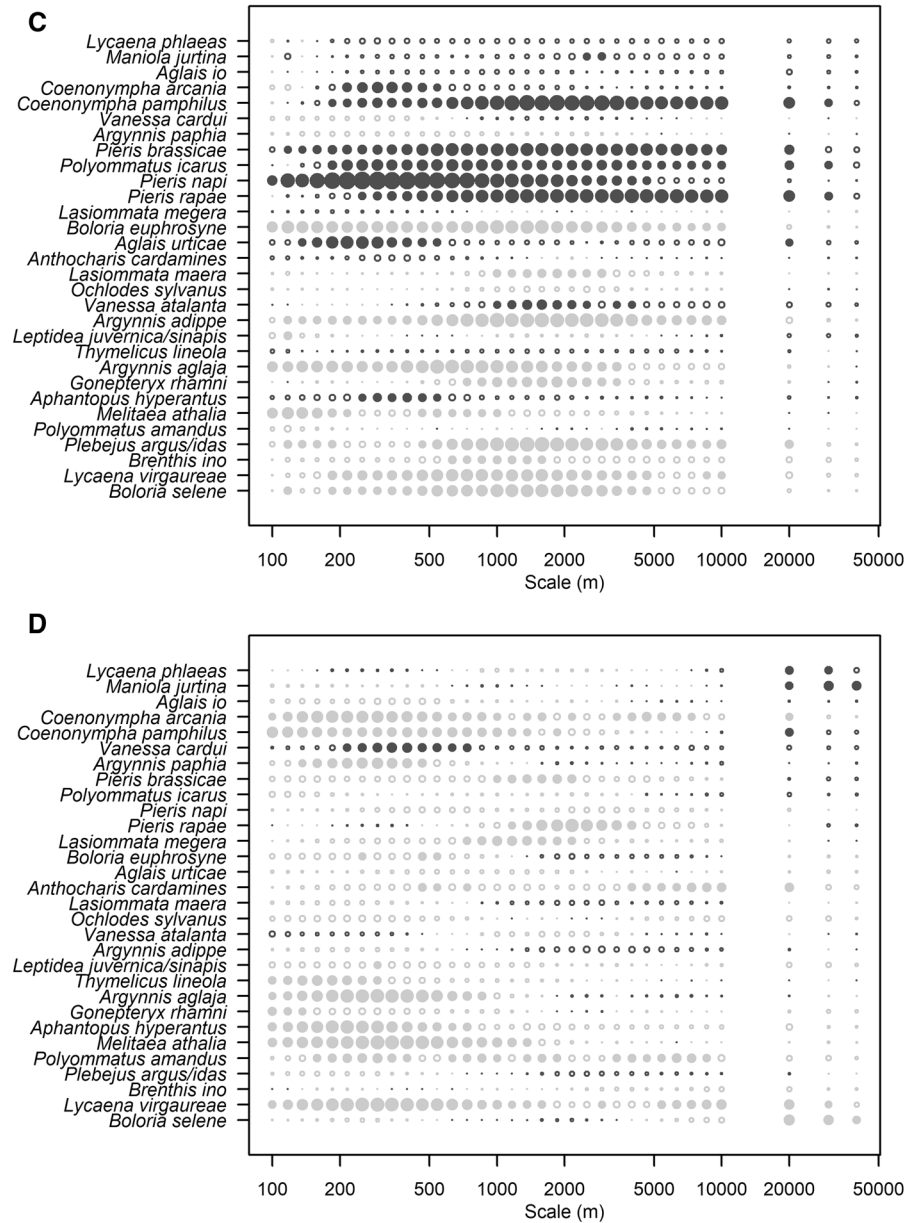 C
Lycaena phlaeas
Maniola jurtina
Aglais io
Coenonympha arcania
Coenonympha pamphilus
Vanessa cardui
Argynnis paphia
Pieris brassicae
Polyommatus icarus
Pieris napi
Pieris rapae
Lasiommata megera
Boloria euphrosyne
Aglais urticae
Anthocharis cardamines
Lasiommata maera
Ochlodes sylvanus
Vanessa atalanta
Argynnis adippe
Leptidea juvernica/sinapis
Thymelicus lineola
Argynnis aglaja
Gonepteryx rhamni
Aphantopus hyperantus
Melitaea athalia
Polyommatus amandus
Plebejus argus/idas
Brenthis ino
Lycaena virgaureae
Boloria selene
100 200 500 1000 2000 5000 10000 20000 50000
Scale (m)
D
Lycaena phlaeas
Maniola jurtina
Aglais io
Coenonympha arcania
Coenonympha pamphilus
Vanessa cardui
Argynnis paphia
Pieris brassicae
Polyommatus icarus
Pieris napi
Pieris rapae
Lasiommata megera
Boloria euphrosyne
Aglais urticae
Anthocharis cardamines
Lasiommata maera
Ochlodes sylvanus
Vanessa atalanta
Argynnis adippe
Leptidea juvernica/sinapis
Thymelicus lineola
Argynnis aglaja
Gonepteryx rhamni
Aphantopus hyperantus
Melitaea athalia
Polyommatus amandus
Plebejus argus/idas
Brenthis ino
Lycaena virgaureae
Boloria selene
100 200 500 1000 2000 5000 10000 20000 50000
Scale (m)